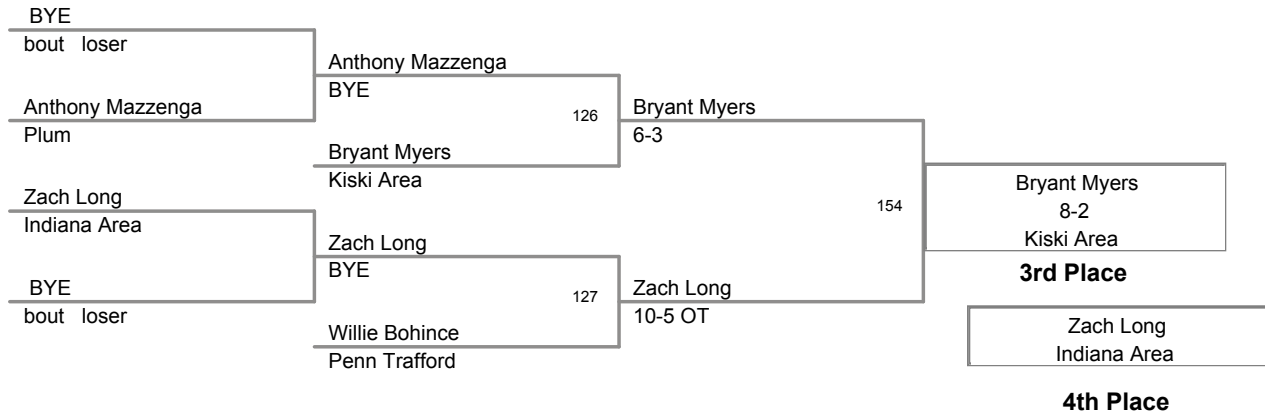 BYE
bout loser
Anthony Mazzenga
Plum
Zach Long
Indiana Area
BYE
bout loser
Anthony Mazzenga
BYE
126
Bryant Myers
Kiski Area
Zach Long
BYE
127
Willie Bohince
Penn Trafford
Bryant Myers
6-3
154
Zach Long
10-5 OT
Bryant Myers
8-2
Kiski Area
3rd Place
Zach Long
Indiana Area
4th Place